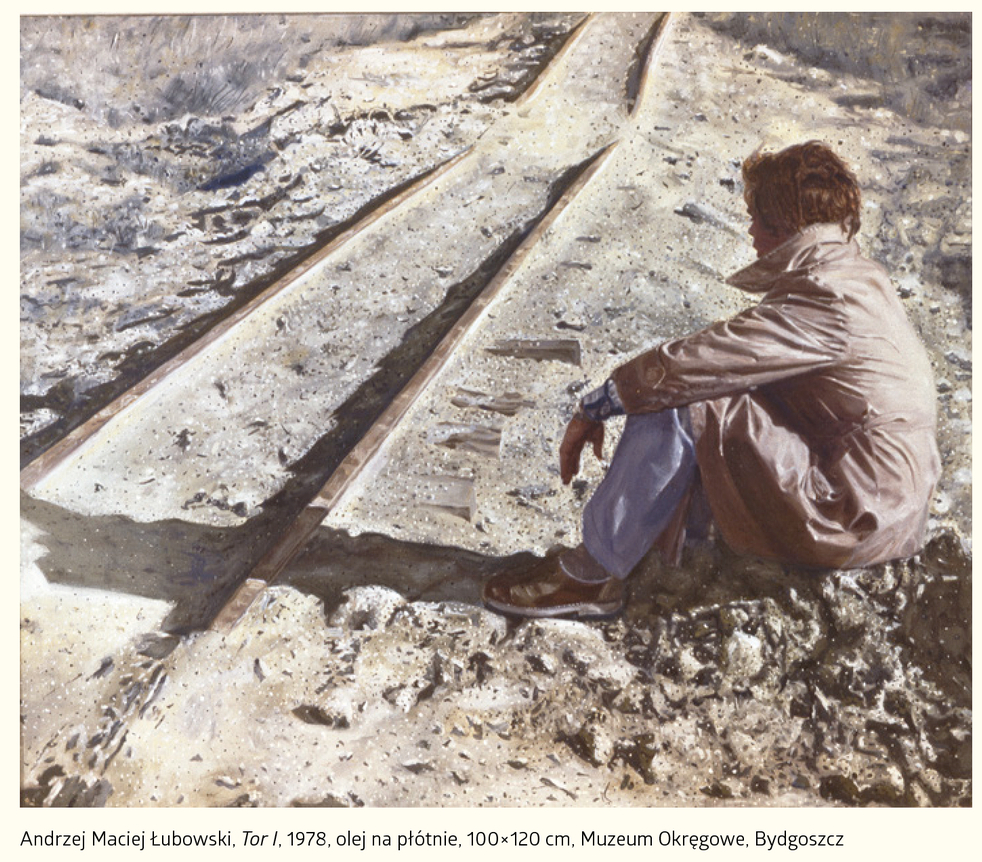 Andrzej Maciej Łubowski, Tor I, 1978, olej na płótnie, 100×120 cm, Muzeum Okręgowe, Bydgoszcz